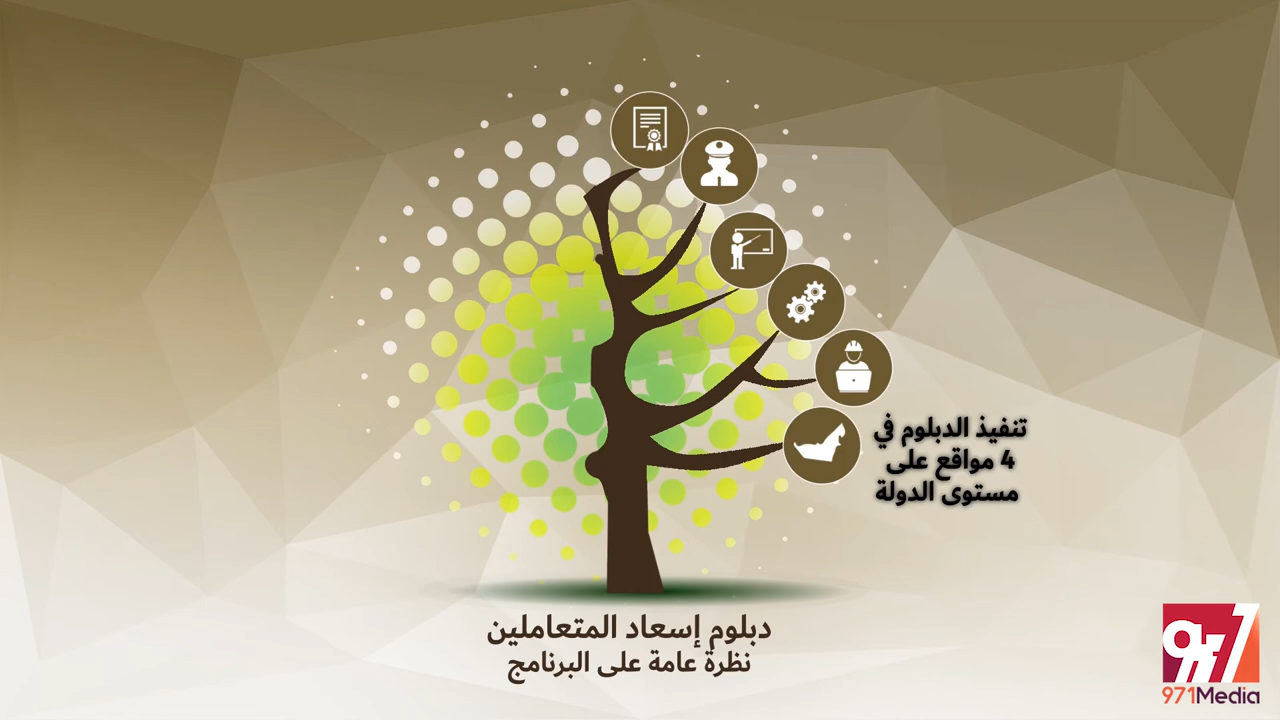 تنفيذ الدبلوم في
4 مواقع على
مستوى الدولة
دبلوم إسعاد المتعاملين
نظرة عامة على البرنامج
971
971Media